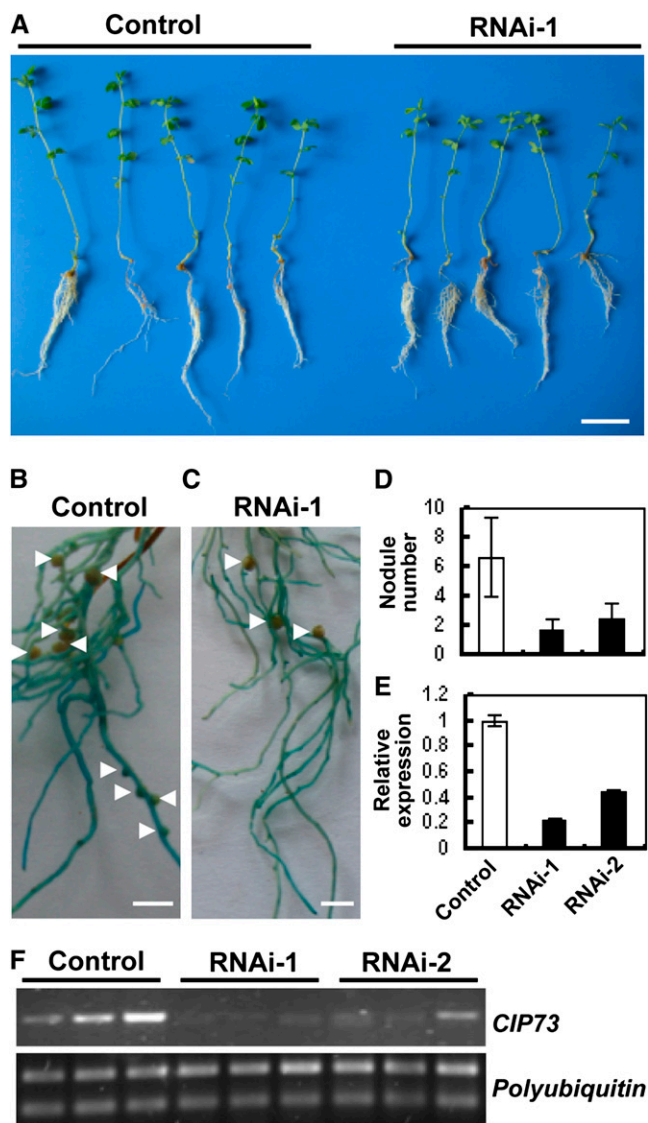 A Control RNAi-1
B Control
C RNAi-1
D
Nodule number
10
8
6
4
2
0
E
Relative expression
1.2
1
0.8
0.6
0.4
0.2
0
Control RNAi-1 RNAi-2
F Control RNAi-1 RNAi-2
CIP73
Polyubiquitin